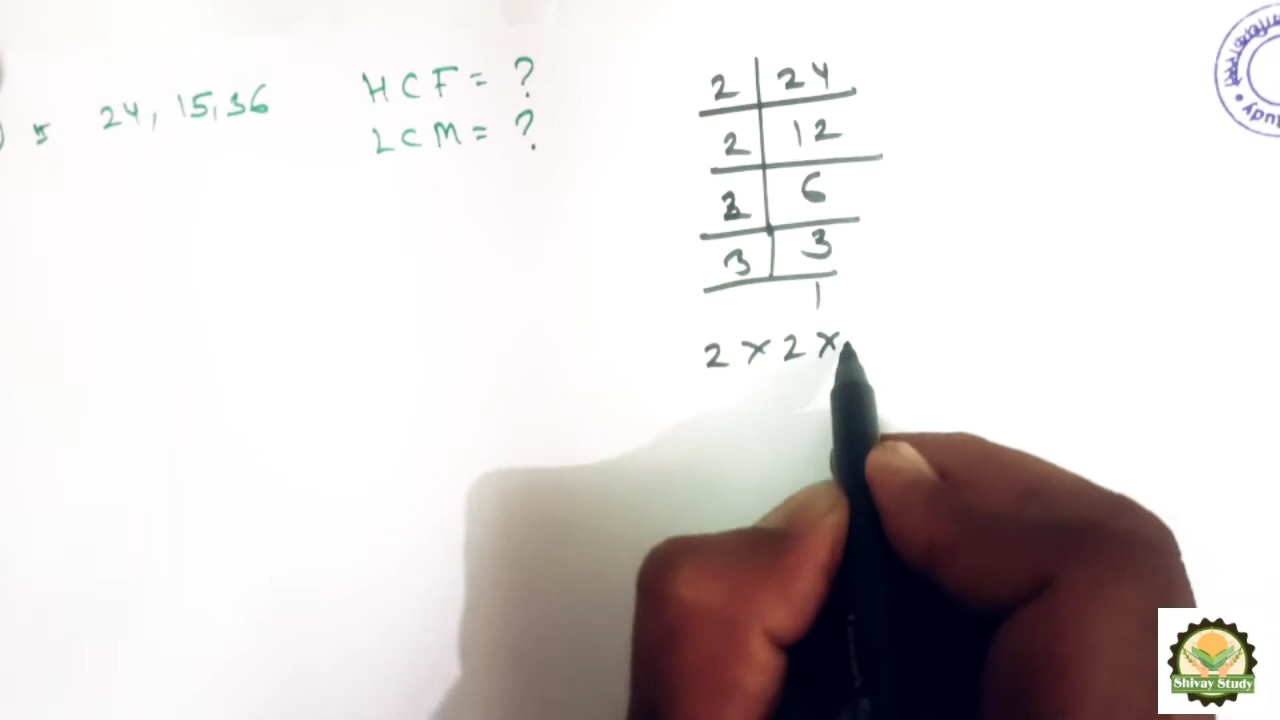 24, 15, 36
HCF = ?
LCM = ?
2 24
2 12
2 6
3 3
1
2 × 2 ×
Shivay Study